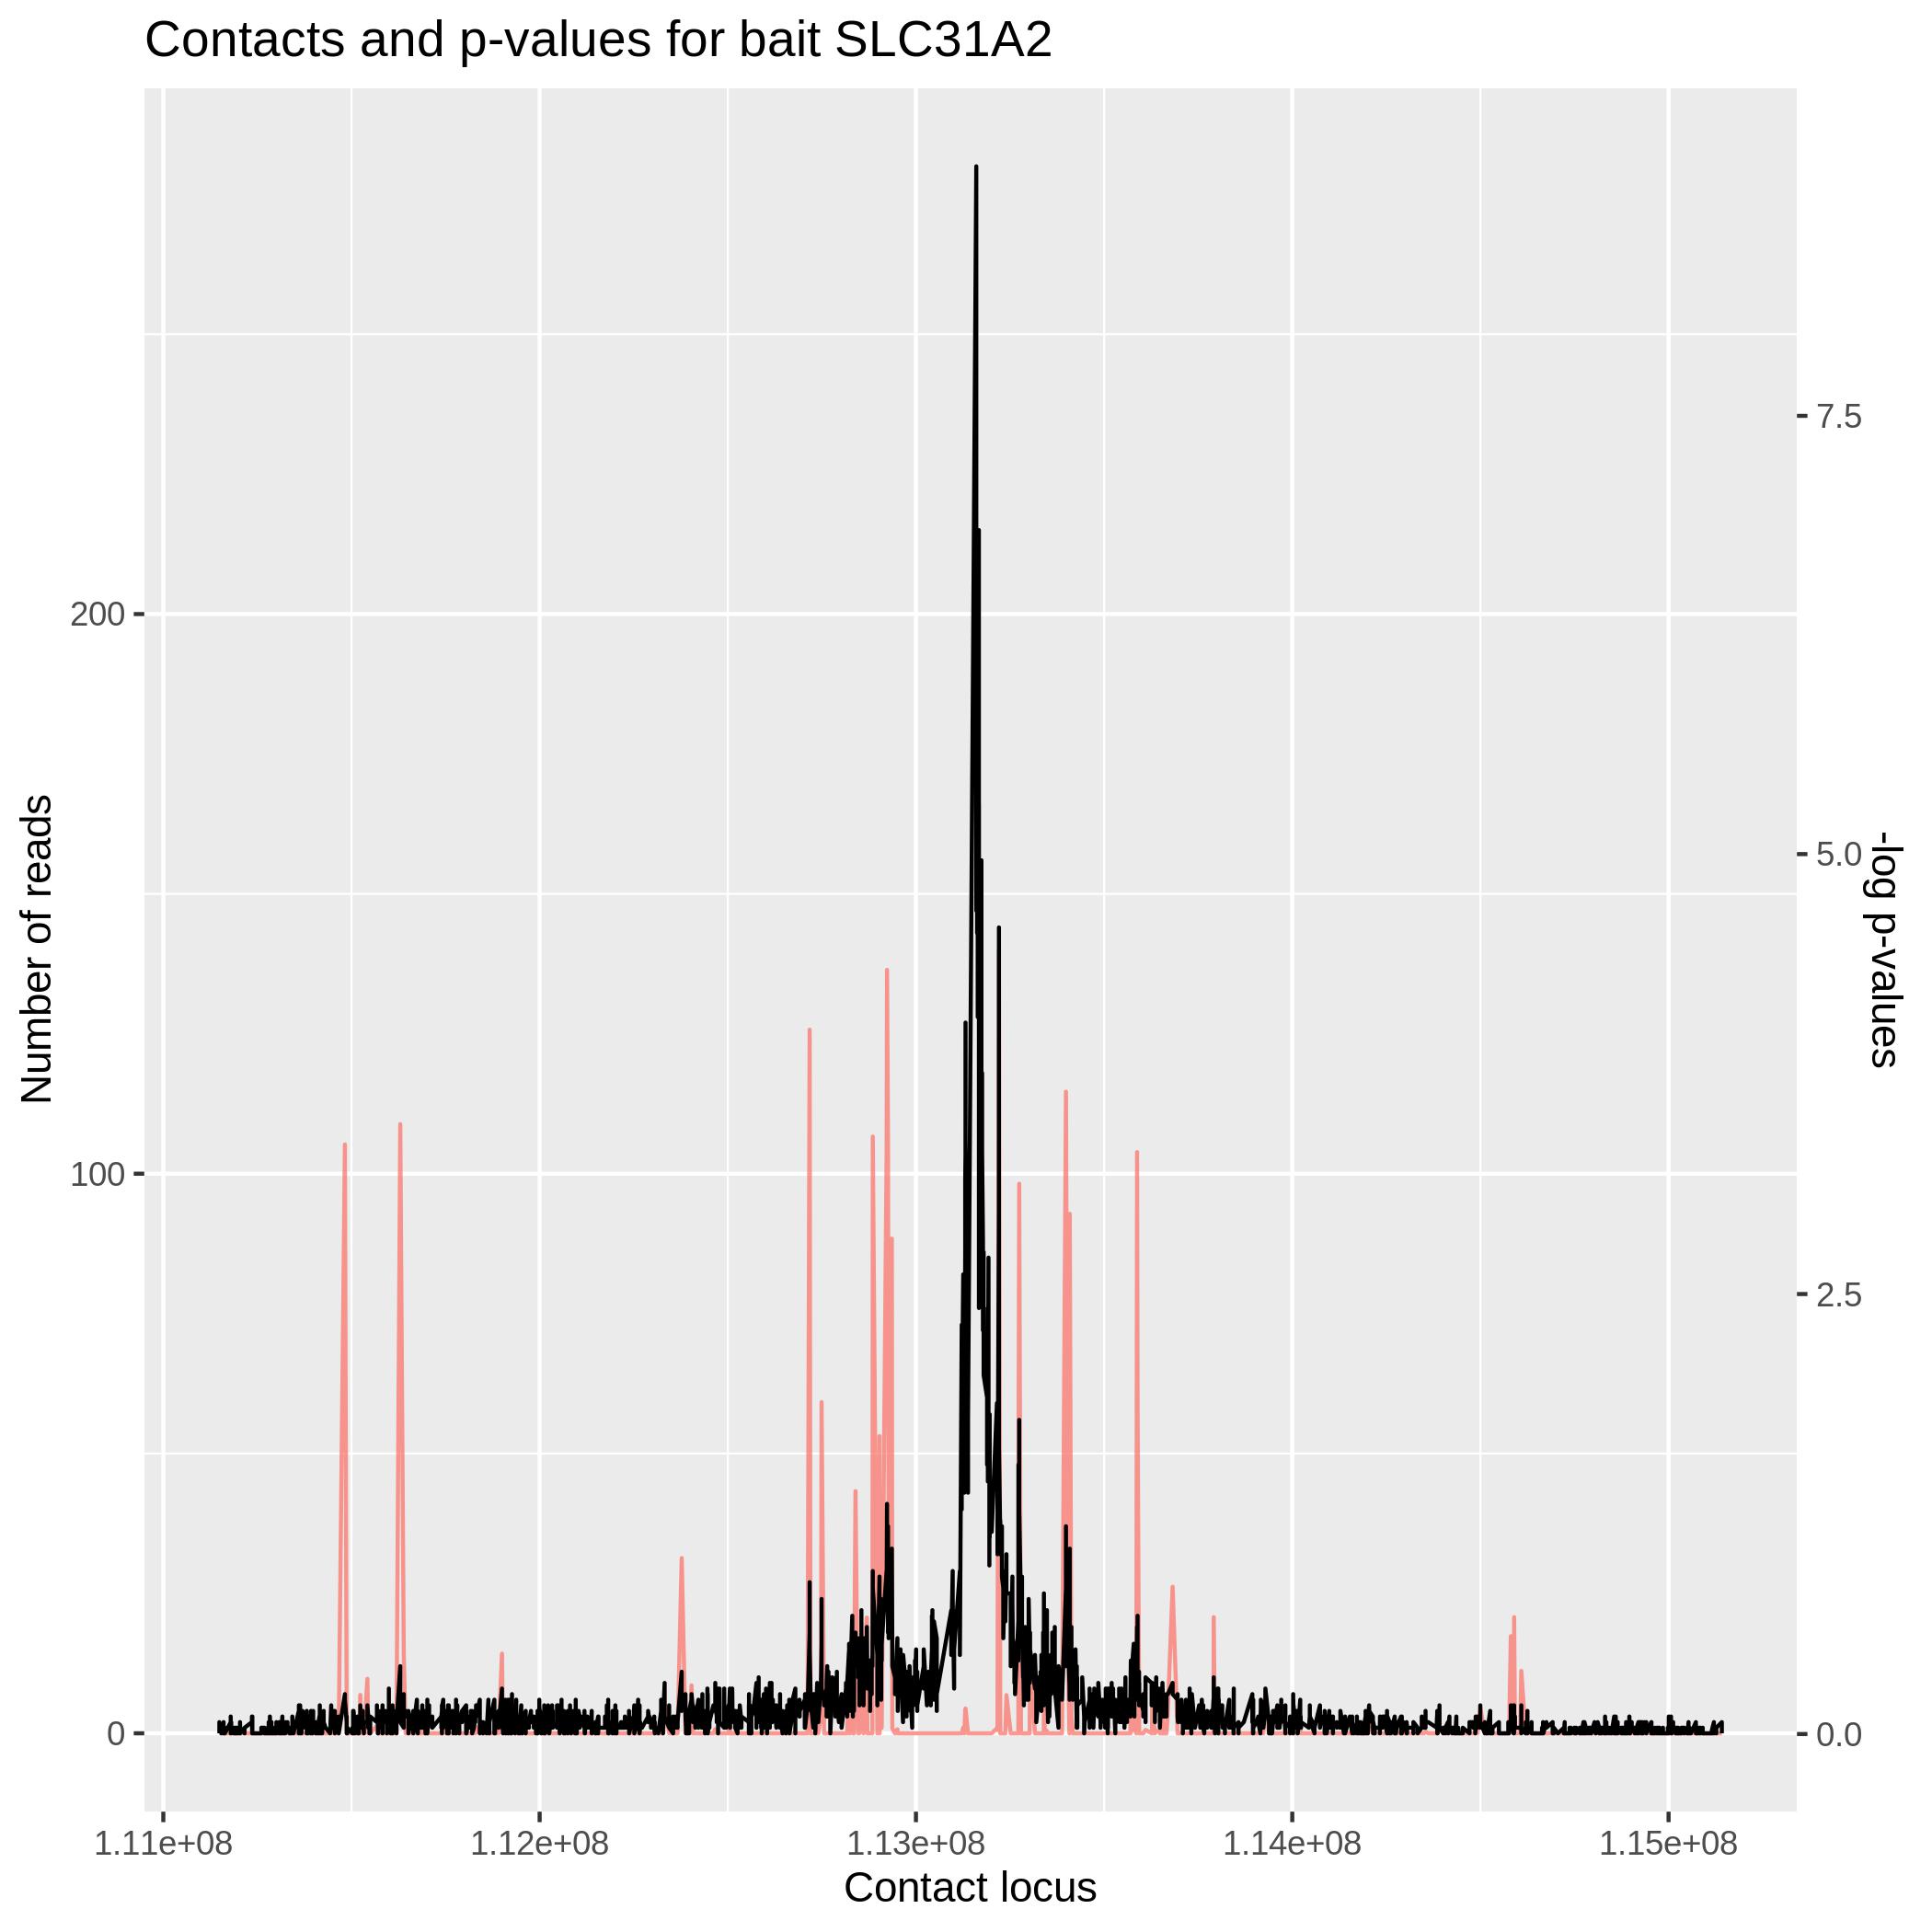 Contacts and p-values for bait SLC31A2
Number of reads
200
100
0
7.5
5.0
2.5
0.0
-log p-values
1.11e+08
1.12e+08
1.13e+08
1.14e+08
1.15e+08
Contact locus